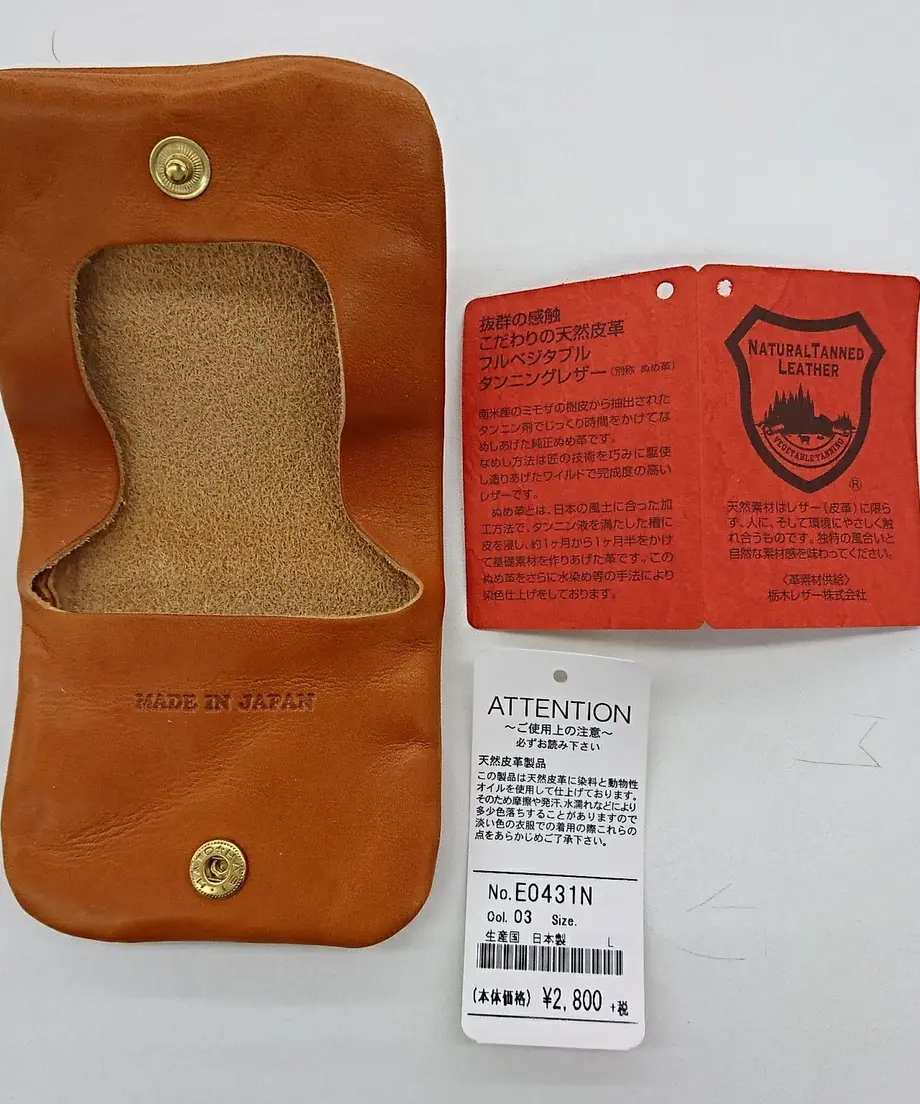 MADE IN JAPAN
抜群の感触
こだわりの天然皮革
フルベジタブル
タンニングレザー（別称 ぬめ革）
南米産のミモザの樹皮から抽出された
タンニン剤でじっくり時間をかけてな
めしあげた純正ぬめ革です。
なめし方法は匠の技術を巧みに駆使
し造りあげたワイルドで完成度の高い
レザーです。
ぬめ革とは、日本の風土に合った加
工方法で、タンニン液を満たした槽に
皮を浸し、約1ヶ月から1ヶ月半をかけ
て基礎素材を作りあげた革です。この
ぬめ革をさらに水染め等の手法により
染色仕上げをしております。
NATURAL TANNED
LEATHER
VEGETABLE TANNING
®
天然素材はレザー（皮革）に限ら
ず、人に、そして環境にやさしく触
れ合うものです。独特の風合いと
自然な素材感を味わってください。
〈革素材供給〉
栃木レザー株式会社
ATTENTION
～ご使用上の注意～
必ずお読み下さい
天然皮革製品
この製品は天然皮革に染料と動物性
オイルを使用して仕上げております。
そのため摩擦や発汗、水濡れなどにより
多少色落ちすることがありますので
淡い色の衣服での着用の際これらの
点をあらかじめご了承下さい。
No. E0431N
Col. 03 Size.
生産国 日本製 L
(本体価格) ¥2,800 +税